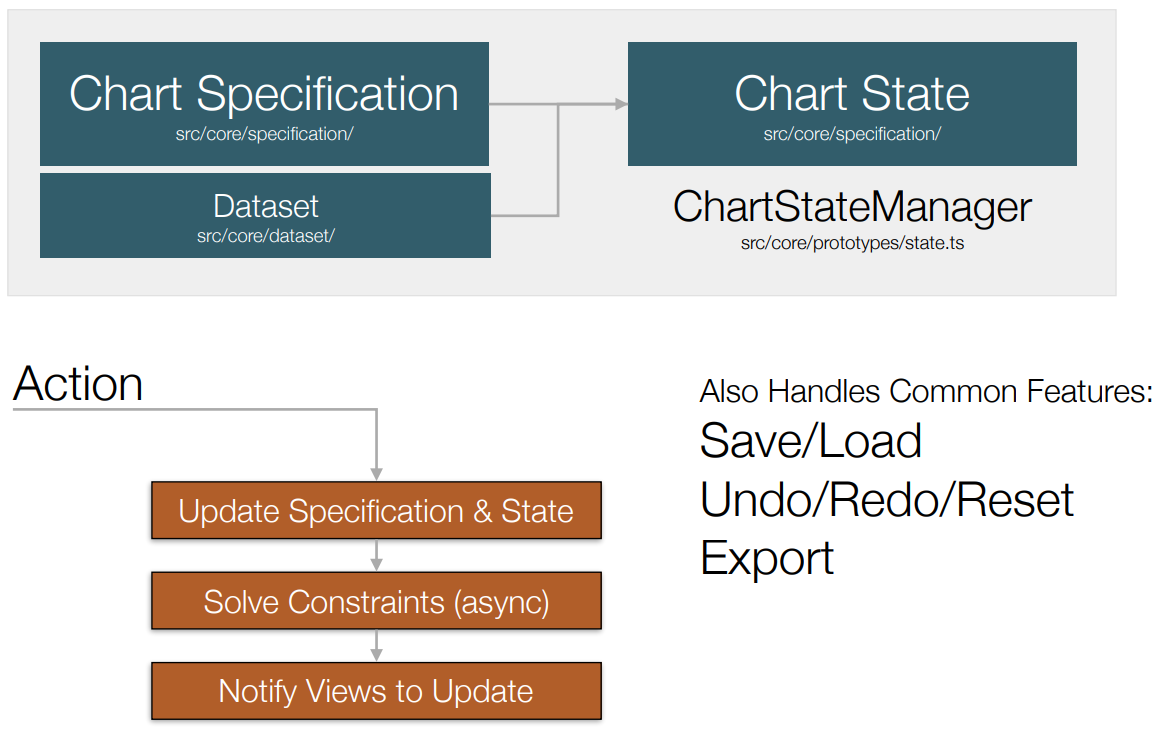 Chart Specification
src/core/specification/
Dataset
src/core/dataset/
Chart State
src/core/specification/
ChartStateManager
src/core/prototypes/state.ts
Action
Update Specification & State
Solve Constraints (async)
Notify Views to Update
Also Handles Common Features:
Save/Load
Undo/Redo/Reset
Export